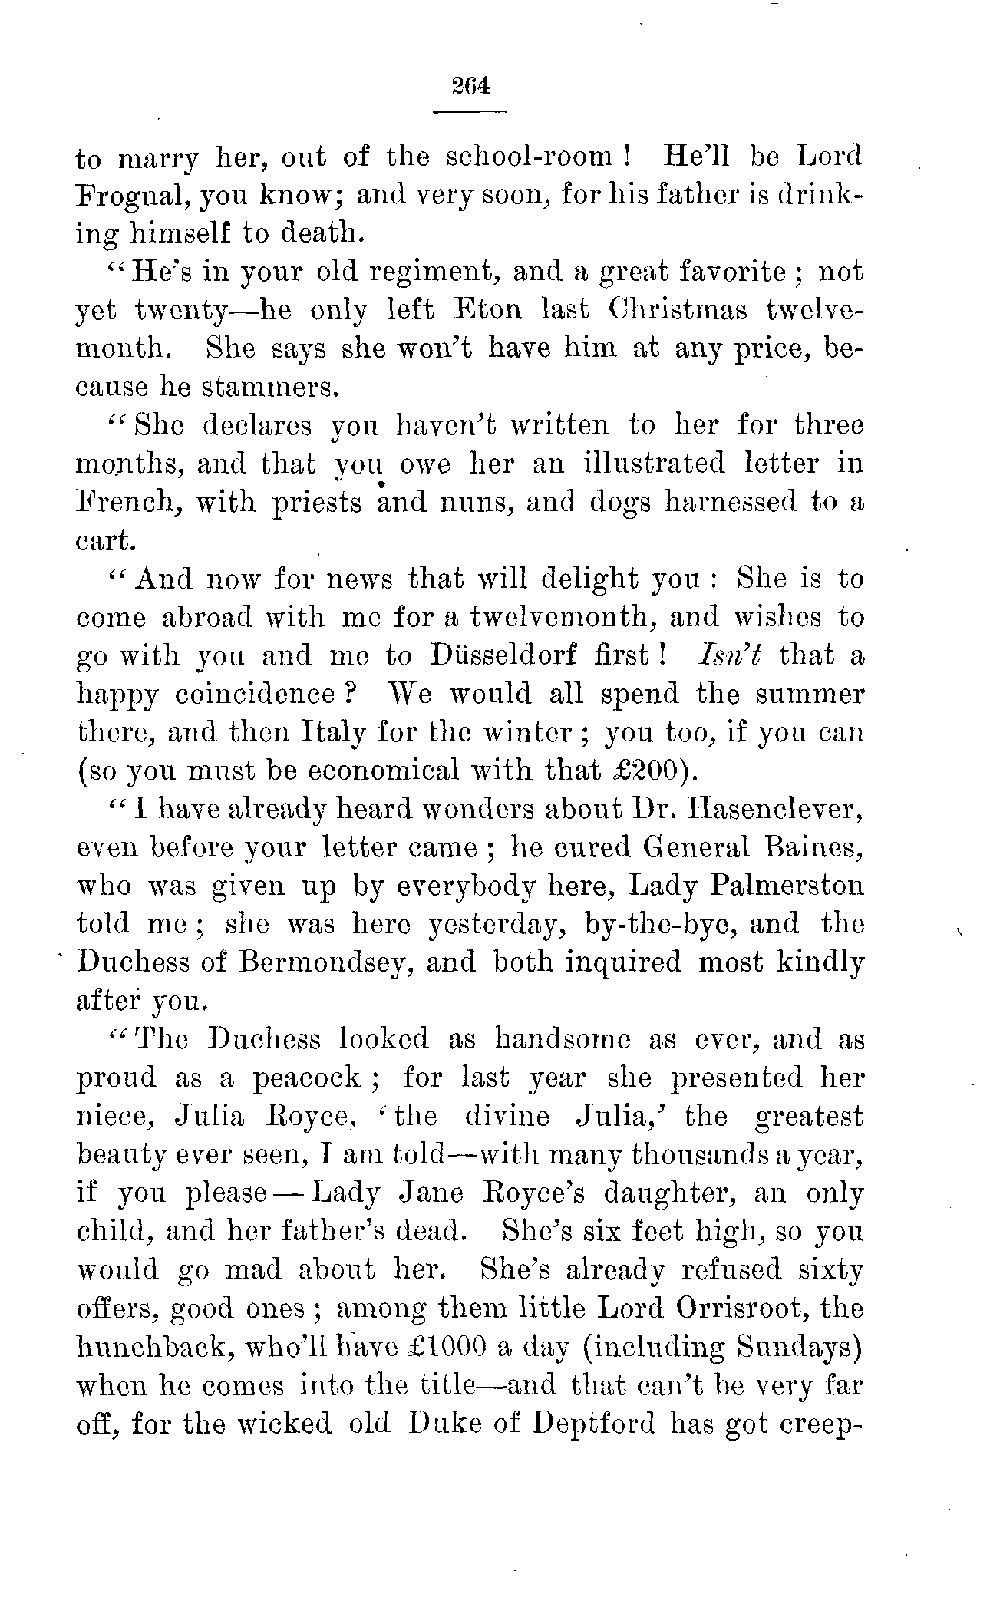 264
to marry her, out of the school-room ! He'll be Lord
Frognal, you know; and very soon, for his father is drink-
ing himself to death.
“He's in your old regiment, and a great favorite ; not
yet twenty—he only left Eton last Christmas twelve-
month. She says she won't have him at any price, be-
cause he stammers.
“She declares you haven't written to her for three
months, and that you owe her an illustrated letter in
French, with priests and nuns, and dogs harnessed to a
cart.
“And now for news that will delight you : She is to
come abroad with me for a twelvemonth, and wishes to
go with you and me to Düsseldorf first ! Isn't that a
happy coincidence ? We would all spend the summer
there, and then Italy for the winter ; you too, if you can
(so you must be economical with that £200).
“I have already heard wonders about Dr. Hasenclever,
even before your letter came ; he cured General Baines,
who was given up by everybody here, Lady Palmerston
told me ; she was here yesterday, by-the-bye, and the
Duchess of Bermondsey, and both inquired most kindly
after you.
“The Duchess looked as handsome as ever, and as
proud as a peacock ; for last year she presented her
niece, Julia Royce, ‘the divine Julia,’ the greatest
beauty ever seen, I am told—with many thousands a year,
if you please—Lady Jane Royce's daughter, an only
child, and her father's dead. She's six feet high, so you
would go mad about her. She's already refused sixty
offers, good ones ; among them little Lord Orrisroot, the
hunchback, who'll have £1000 a day (including Sundays)
when he comes into the title—and that can't be very far
off, for the wicked old Duke of Deptford has got creep-